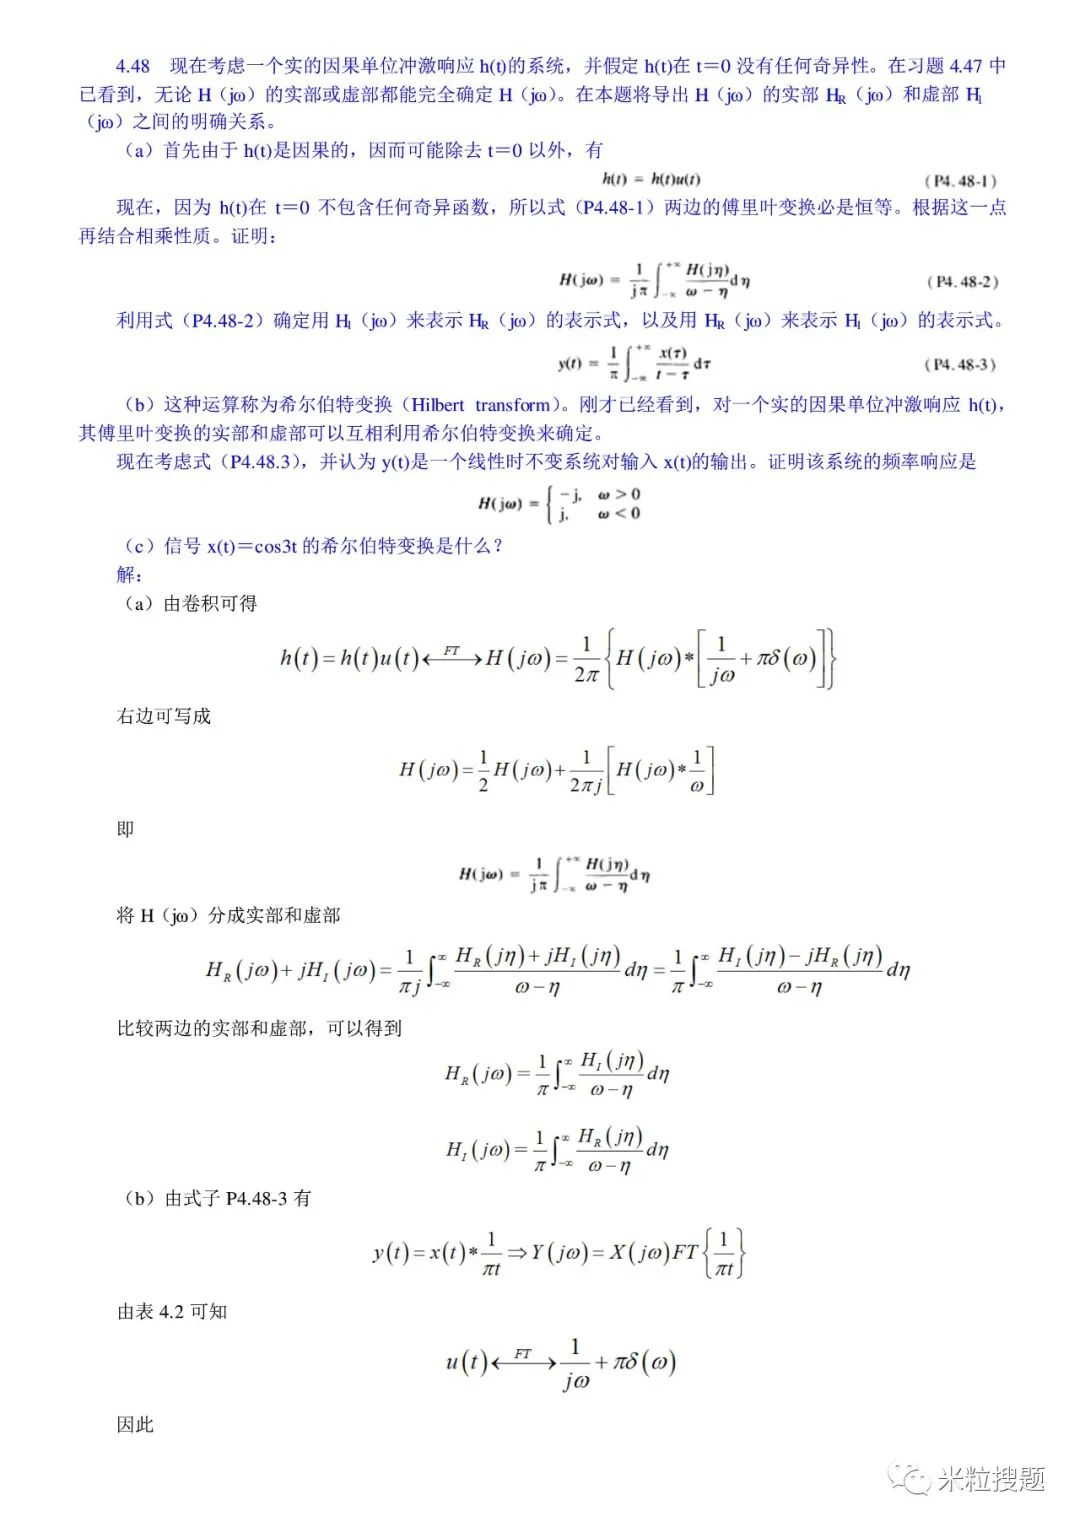 4.48 现在考虑一个实的因果单位冲激响应 h(t)的系统，并假定 h(t)在 t＝0 没有任何奇异性。在习题 4.47 中
已看到，无论 H（jω）的实部或虚部都能完全确定 H（jω）。在本题将导出 H（jω）的实部 H_R（jω）和虚部 H_I
（jω）之间的明确关系。
（a）首先由于 h(t)是因果的，因而可能除去 t＝0 以外，有
h(t) = h(t)u(t) （P4.48-1）
现在，因为 h(t)在 t＝0 不包含任何奇异函数，所以式（P4.48-1）两边的傅里叶变换必是恒等。根据这一点
再结合相乘性质。证明：
H(jω) = \frac{1}{jπ} ∫_{-∞}^{+∞} \frac{H(jη)}{ω − η} dη （P4.48-2）
利用式（P4.48-2）确定用 H_I（jω）来表示 H_R（jω）的表示式，以及用 H_R（jω）来表示 H_I（jω）的表示式。
y(t) = \frac{1}{π} ∫_{-∞}^{+∞} \frac{x(τ)}{t − τ} dτ （P4.48-3）
（b）这种运算称为希尔伯特变换（Hilbert transform）。刚才已经看到，对一个实的因果单位冲激响应 h(t)，
其傅里叶变换的实部和虚部可以互相利用希尔伯特变换来确定。
现在考虑式（P4.48.3），并认为 y(t)是一个线性时不变系统对输入 x(t)的输出。证明该系统的频率响应是
H(jω) = { −j, ω > 0
j, ω < 0
（c）信号 x(t)＝cos3t 的希尔伯特变换是什么？
解：
（a）由卷积可得
h(t) = h(t)u(t) ←FT→ H(jω) = \frac{1}{2π} {H(jω) * [\frac{1}{jω} + πδ(ω)]}
右边可写成
H(jω) = \frac{1}{2} H(jω) + \frac{1}{2πj} [H(jω) * \frac{1}{ω}]
即
H(jω) = \frac{1}{jπ} ∫_{-∞}^{+∞} \frac{H(jη)}{ω − η} dη
将 H（jω）分成实部和虚部
H_R(jω) + jH_I(jω) = \frac{1}{πj} ∫_{-∞}^{∞} \frac{H_R(jη) + jH_I(jη)}{ω − η} dη = \frac{1}{π} ∫_{-∞}^{∞} \frac{H_I(jη) − jH_R(jη)}{ω − η} dη
比较两边的实部和虚部，可以得到
H_R(jω) = \frac{1}{π} ∫_{-∞}^{∞} \frac{H_I(jη)}{ω − η} dη
H_I(jω) = \frac{1}{π} ∫_{-∞}^{∞} \frac{H_R(jη)}{ω − η} dη
（b）由式子 P4.48-3 有
y(t) = x(t) * \frac{1}{πt} ⇒ Y(jω) = X(jω)FT{\frac{1}{πt}}
由表 4.2 可知
u(t) ←FT→ \frac{1}{jω} + πδ(ω)
因此
米粒搜题